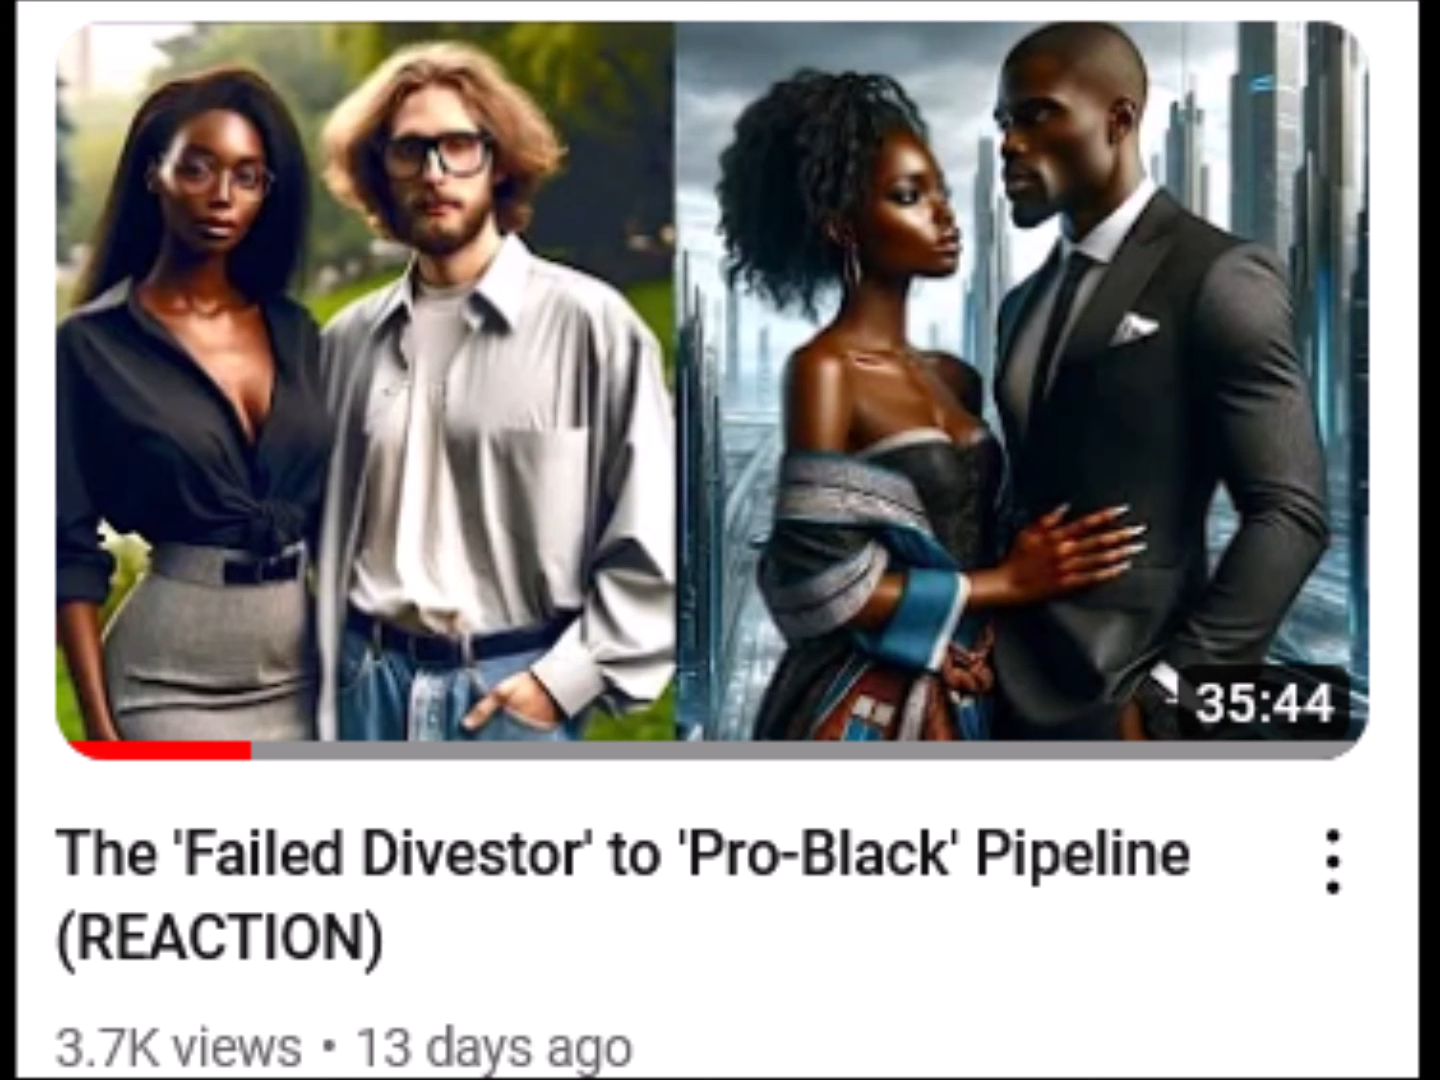 35:44
The 'Failed Divestor' to 'Pro-Black' Pipeline
(REACTION)
3.7K views • 13 days ago